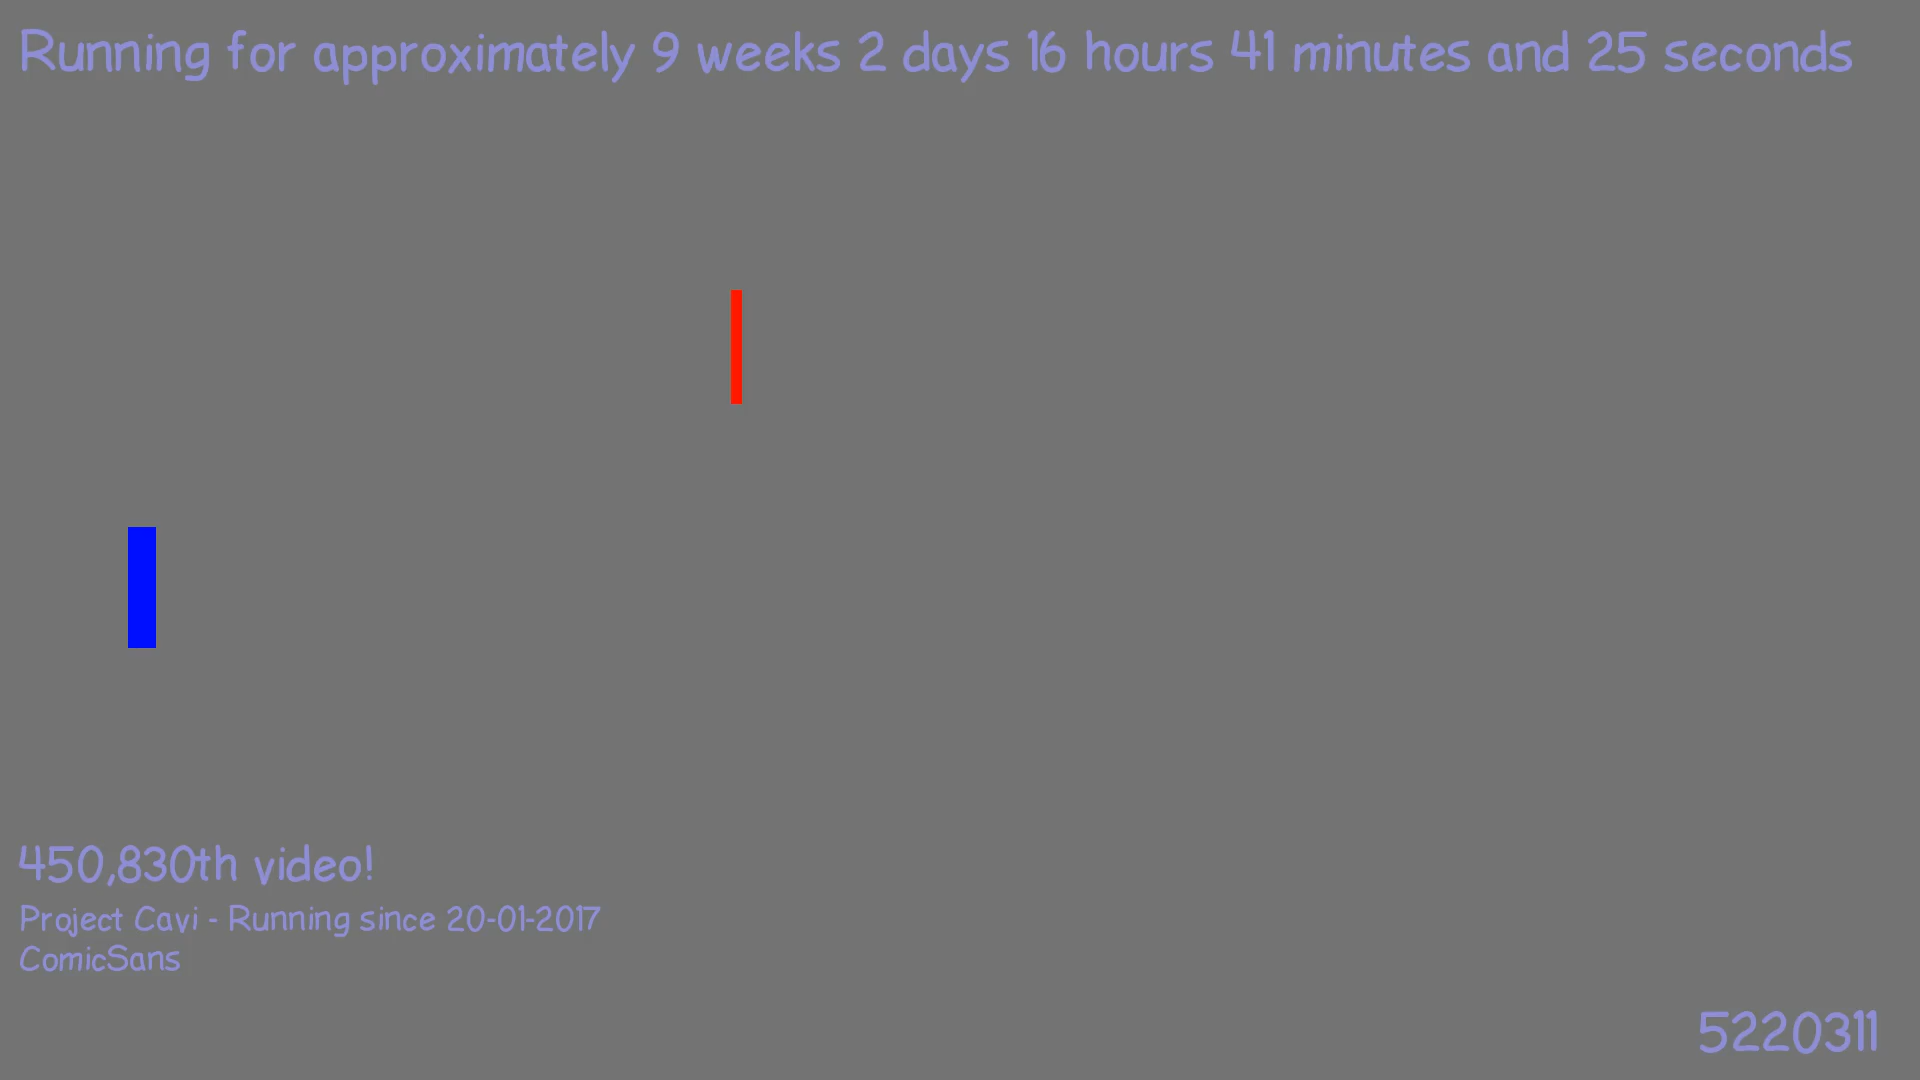 Running for approximately 9 weeks 2 days 16 hours 41 minutes and 25 seconds
450,830th video!
Project Cavi - Running since 20-01-2017
ComicSans
5220311